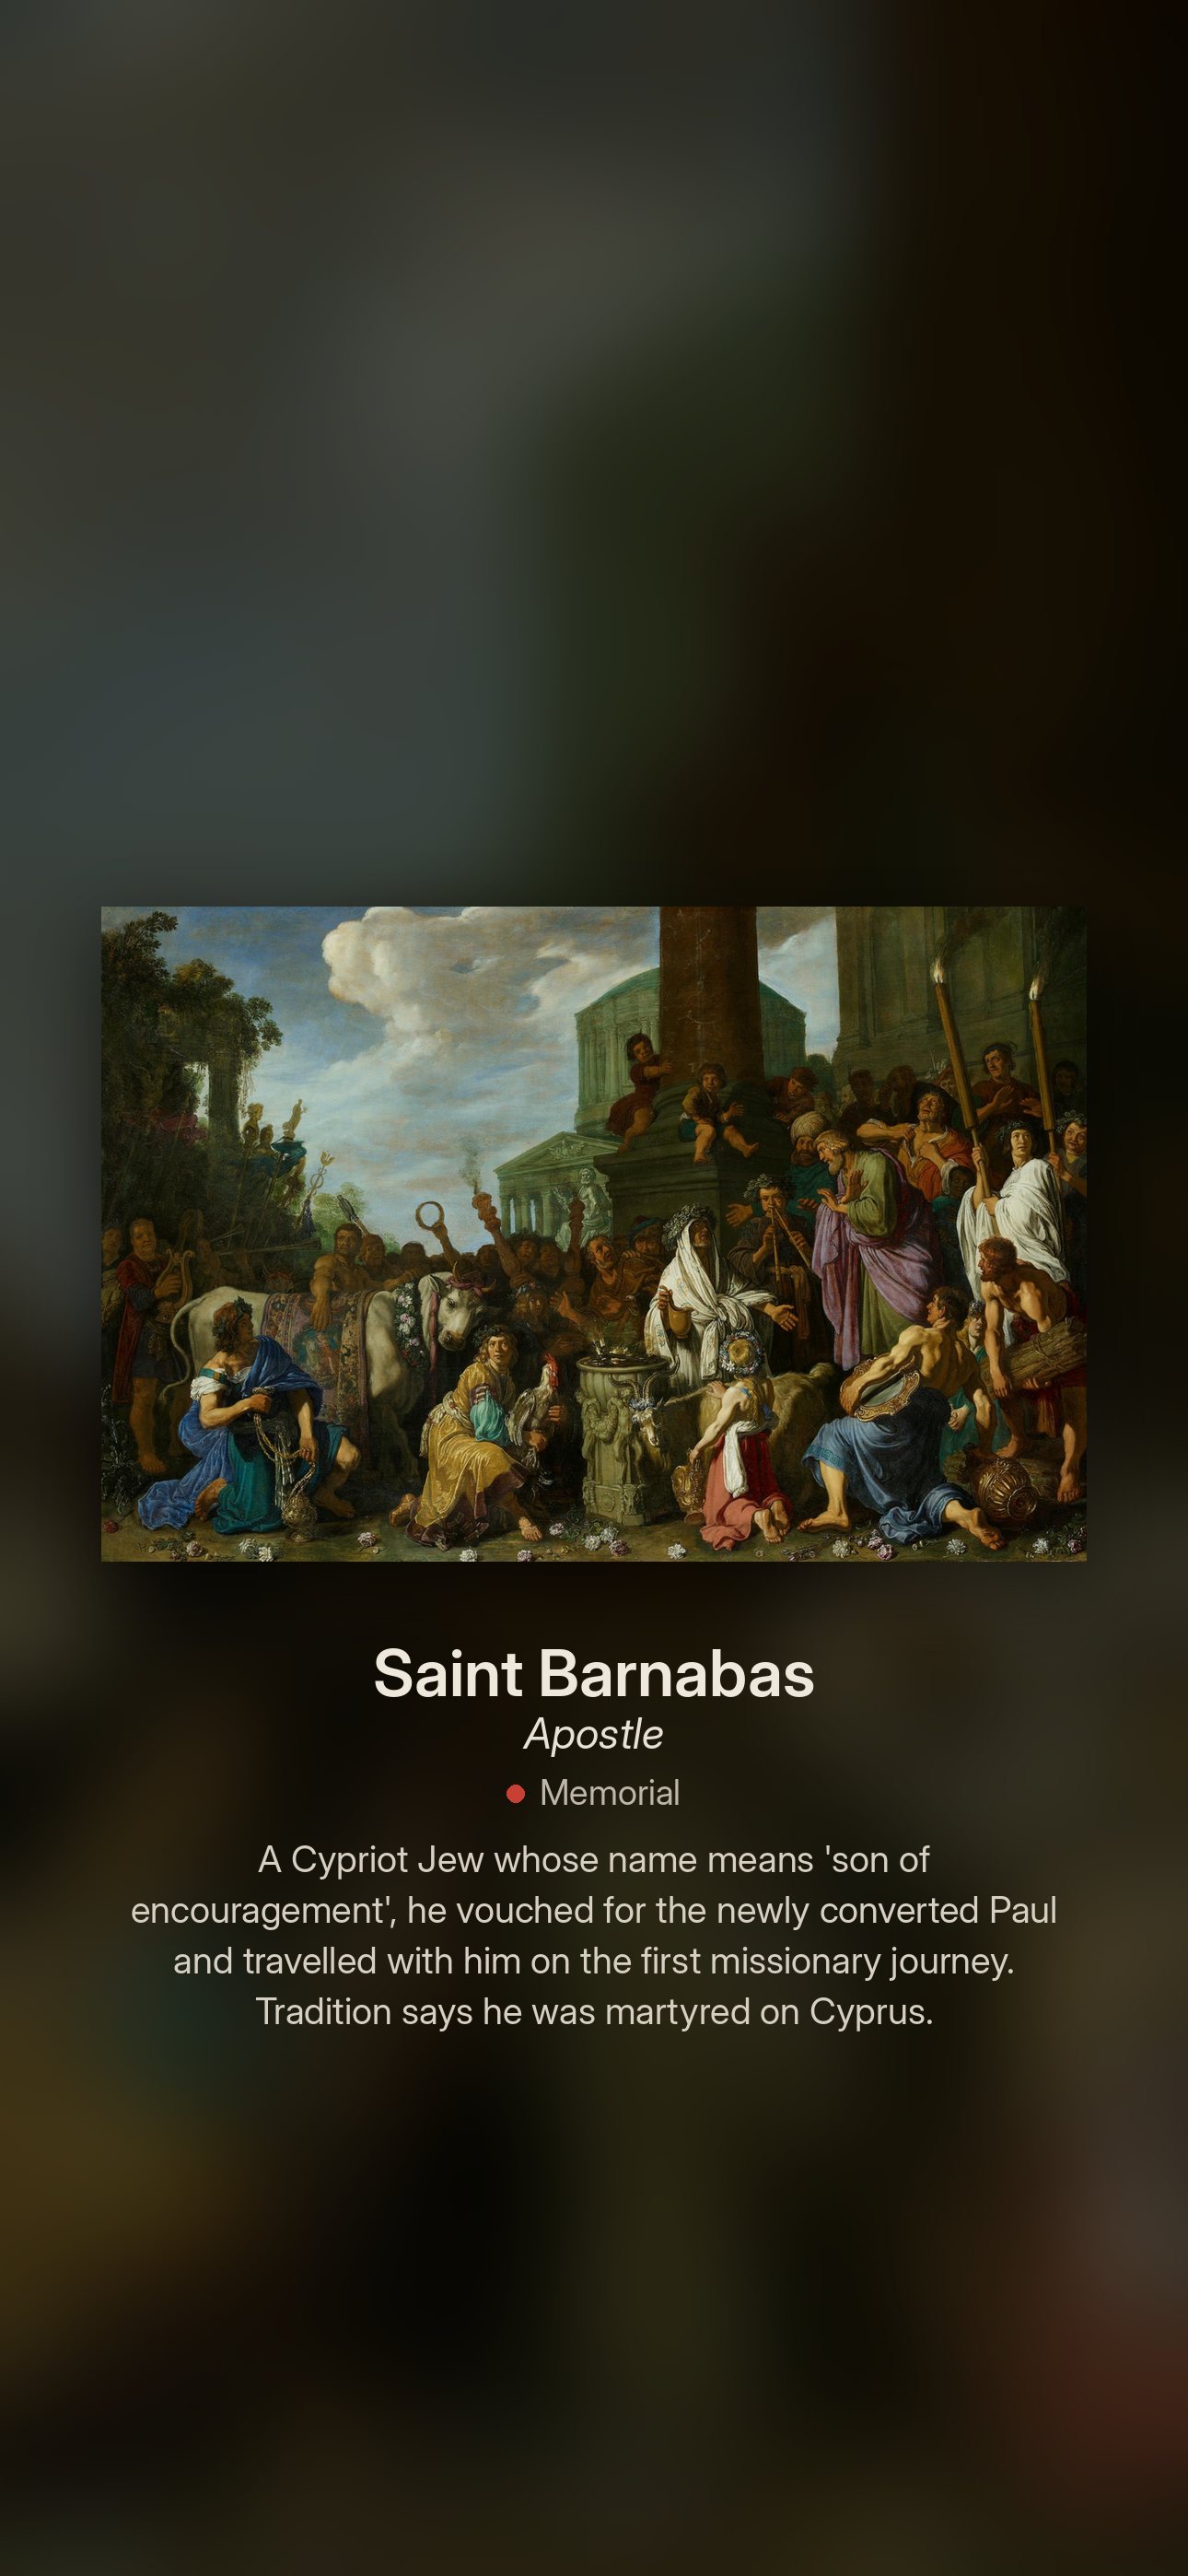 Saint Barnabas
Apostle
Memorial
A Cypriot Jew whose name means 'son of
encouragement', he vouched for the newly converted Paul
and travelled with him on the first missionary journey.
Tradition says he was martyred on Cyprus.